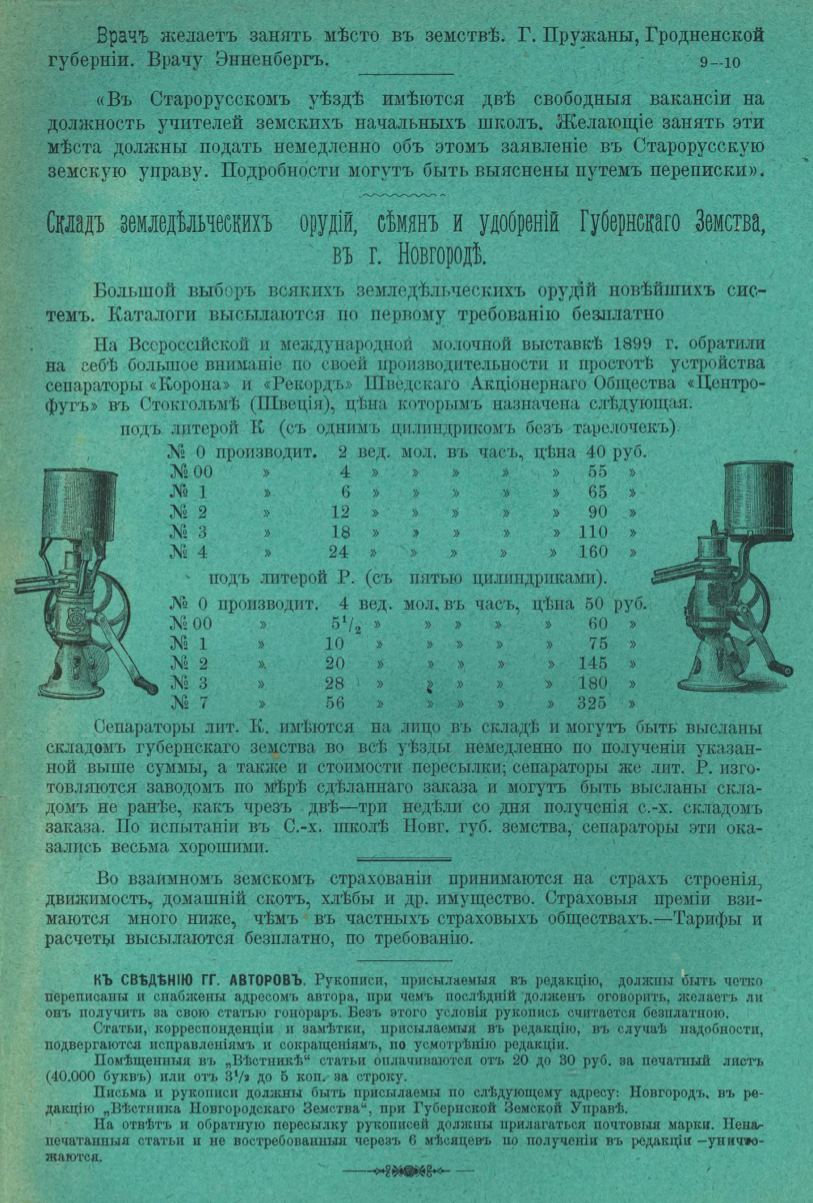 Врачъ желаетъ занять мѣсто въ земствѣ. Г. Пружаны, Гродненской
губерніи. Врачу Энненбергъ. 9—10
«Въ Старорусскомъ уѣздѣ имѣются двѣ свободныя вакансіи на
должность учителей земскихъ начальныхъ школъ. Желающіе занять эти
мѣста должны подать немедленно объ этомъ заявленіе въ Старорусскую
земскую управу. Подробности могутъ быть выяснены путемъ переписки».
Складъ земледѣльческихъ орудій, сѣмянъ и удобреній Губернскаго Земства,
въ г. Новгородѣ.
Большой выборъ всякихъ земледѣльческихъ орудій новѣйшихъ сис-
темъ. Каталоги высылаются по первому требованію безплатно
На Всероссійской и международной молочной выставкѣ 1899 г. обратили
на себѣ большое вниманіе по своей производительности и простотѣ устройства
сепараторы «Корона» и «Рекордъ» Шведскаго Акціонернаго Общества «Центро-
фугъ» въ Стокгольмѣ (Швеція), цѣна которымъ назначена слѣдующая.
подъ литерой К (съ однимъ цилиндрикомъ безъ тарелочекъ)
№ 0 производит. 2 вед. мол. въ часъ, цѣна 40 руб.
№ 00 » 4 » » » » » 55 »
№ 1 » 6 » » » » » 65 »
№ 2 » 12 » » » » » 90 »
№ 3 » 18 » » » » » 110 »
№ 4 » 24 » » » » » 160 »
подъ литерой Р. (съ пятью цилиндриками).
№ 0 производит. 4 вед. мол. въ часъ, цѣна 50 руб.
№ 00 » 5½ » » » » » 60 »
№ 1 » 10 » » » » » 75 »
№ 2 » 20 » » » » » 145 »
№ 3 » 28 » » » » » 180 »
№ 7 » 56 » » » » » 325 »
Сепараторы лит. К. имѣются на лицо въ складѣ и могутъ быть высланы
складомъ губернскаго земства во всѣ уѣзды немедленно по полученіи указан-
ной выше суммы, а также и стоимости пересылки; сепараторы же лит. Р. изго-
товляются заводомъ по мѣрѣ сдѣланнаго заказа и могутъ быть высланы скла-
домъ не ранѣе, какъ чрезъ двѣ—три недѣли со дня полученія с.-х. складомъ
заказа. По испытаніи въ С.-х. школѣ Новг. губ. земства, сепараторы эти ока-
зались весьма хорошими.
Во взаимномъ земскомъ страхованіи принимаются на страхъ строенія,
движимость, домашній скотъ, хлѣбы и др. имущество. Страховыя преміи взи-
маются много ниже, чѣмъ въ частныхъ страховыхъ обществахъ.—Тарифы и
расчеты высылаются безплатно, по требованію.
КЪ СВѢДѢНІЮ ГГ. АВТОРОВЪ. Рукописи, присылаемыя въ редакцію, должны быть четко
переписаны и снабжены адресомъ автора, при чемъ послѣдній долженъ оговорить, желаетъ ли
онъ получить за свою статью гонораръ. Безъ этого условія рукопись считается безплатною.
Статьи, корреспонденціи и замѣтки, присылаемыя въ редакцію, въ случаѣ надобности,
подвергаются исправленіямъ и сокращеніямъ, по усмотрѣнію редакціи.
Помѣщенныя въ „Вѣстникѣ“ статьи оплачиваются отъ 20 до 30 руб. за печатный листъ
(40.000 буквъ) или отъ 3½ до 5 коп. за строку.
Письма и рукописи должны быть присылаемы по слѣдующему адресу: Новгородъ, въ ре-
дакцію „Вѣстника Новгородскаго Земства“, при Губернской Земской Управѣ.
На отвѣтъ и обратную пересылку рукописей должны прилагаться почтовыя марки. Нена-
печатанныя статьи и не востребованныя черезъ 6 мѣсяцевъ по полученіи въ редакціи —уничто-
жаются.